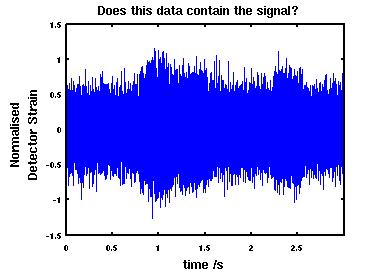 Does this data contain the signal?
1.5
1
0.5
0
-0.5
-1
-1.5
Normalised
Detector Strain
0 0.5 1 1.5 2 2.5
time /s